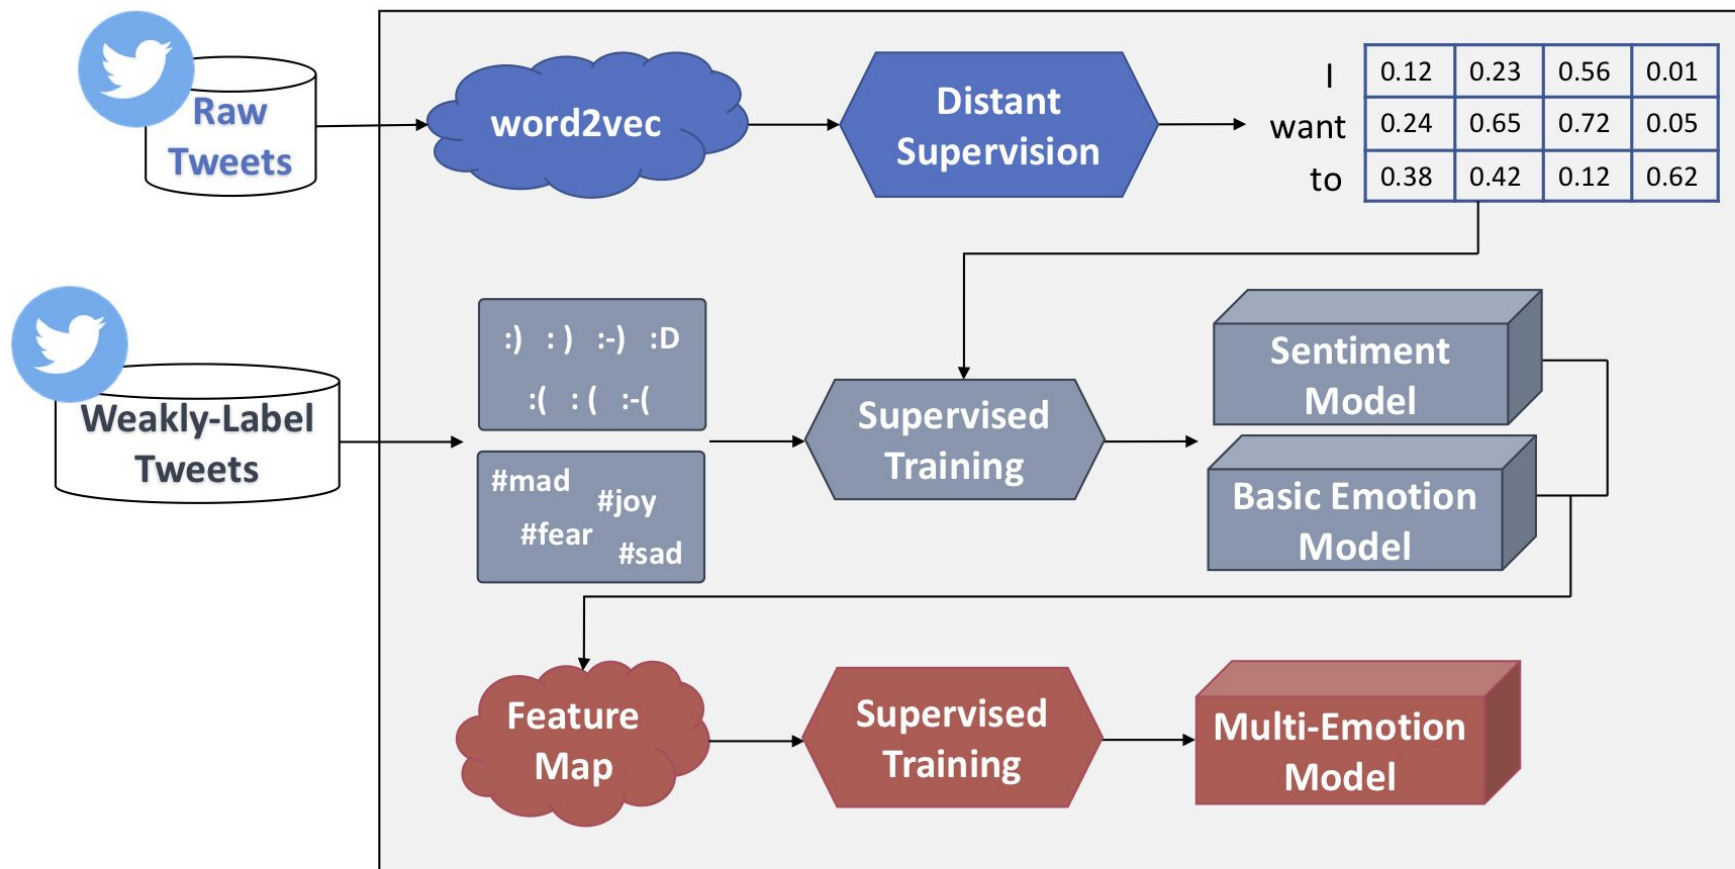 Raw
Tweets
word2vec
Distant
Supervision
I 0.12 0.23 0.56 0.01
want 0.24 0.65 0.72 0.05
to 0.38 0.42 0.12 0.62
Weakly-Label
Tweets
:) : ) :-) :D
:( : ( :-(
#mad
#joy
#fear
#sad
Supervised
Training
Sentiment
Model
Basic Emotion
Model
Feature
Map
Supervised
Training
Multi-Emotion
Model